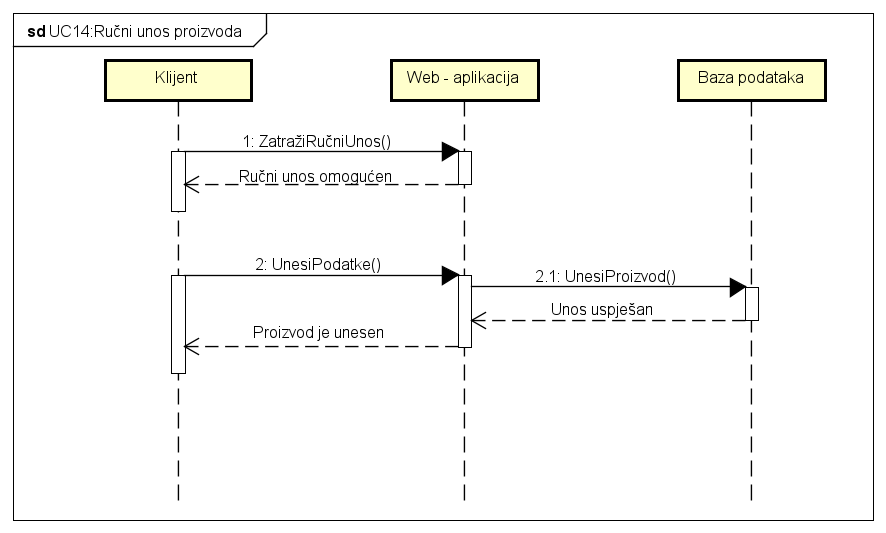 sd UC14:Ručni unos proizvoda
Klijent
Web - aplikacija
Baza podataka
1: ZatražiRučniUnos()
Ručni unos omogućen
2: UnesiPodatke()
2.1: UnesiProizvod()
Unos uspješan
Proizvod je unesen